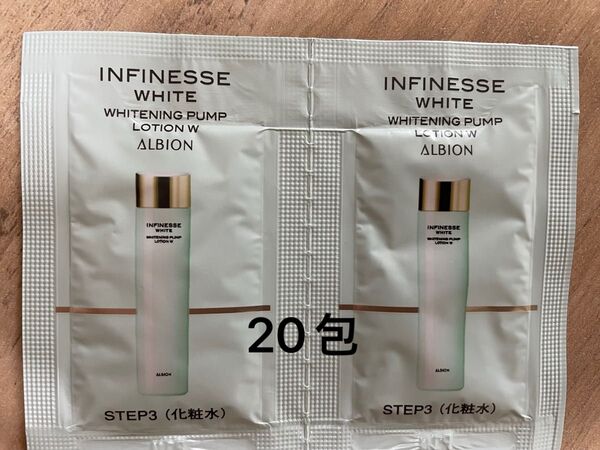 INFINESSE
WHITE
WHITENING PUMP
LOTION W
ALBION
INFINESSE
WHITE
WHITENING PUMP
LOTION W
ALBION
STEP3（化粧水）
INFINESSE
WHITE
WHITENING PUMP
LOTION W
ALBION
INFINESSE
WHITE
WHITENING PUMP
LOTION W
ALBION
STEP3（化粧水）
20包